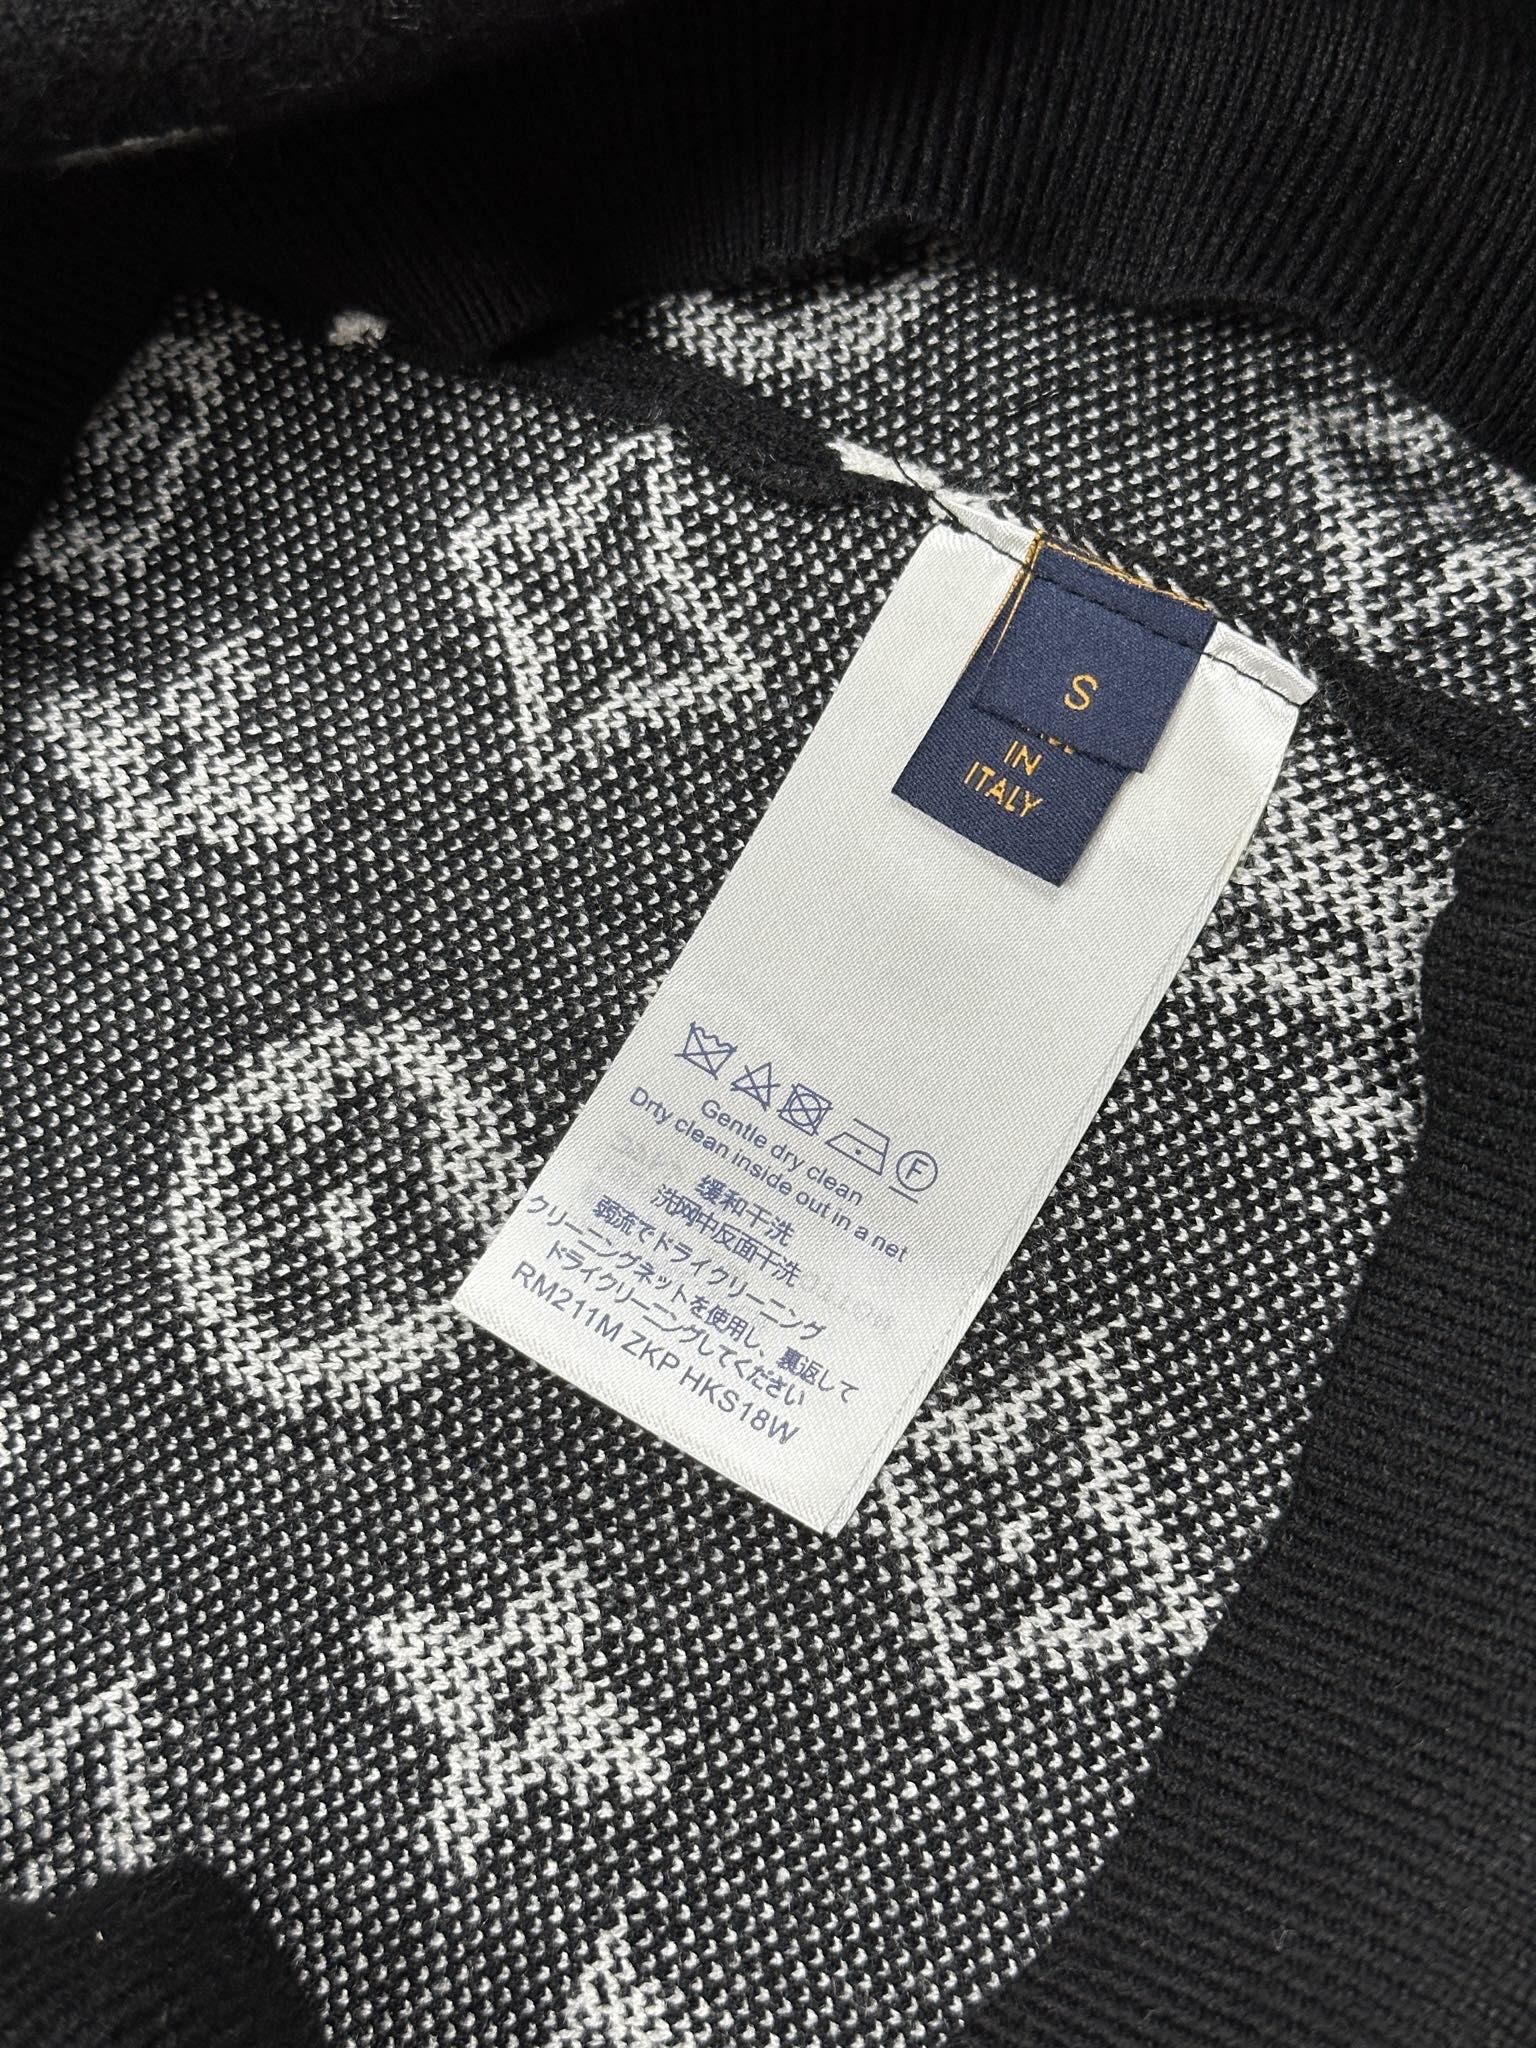 S
IN
ITALY
F
Gentle dry clean
Drty clean inside out in a net
缓和干洗
洗网中反面干洗
弱流でドライクリーニング
クリーニングネットを使用し、裏返して
ドライクリーニングしてください
RM211M ZKP HKS18W